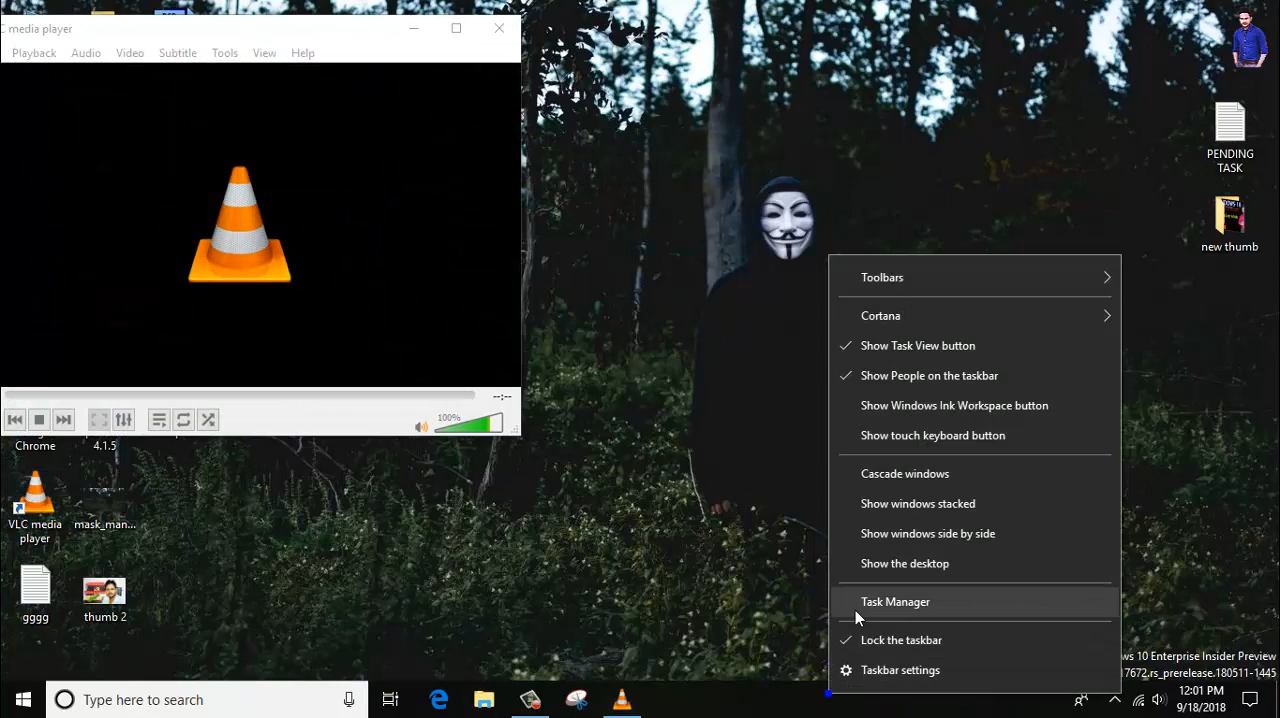 C media player
Playback Audio Video Subtitle Tools View Help
--:--
100%
Chrome
4.1.5
VLC media
player
mask_man...
gggg
thumb 2
PENDING
TASK
new thumb
Toolbars
Cortana
Show Task View button
Show People on the taskbar
Show Windows Ink Workspace button
Show touch keyboard button
Cascade windows
Show windows stacked
Show windows side by side
Show the desktop
Task Manager
Lock the taskbar
Taskbar settings
ws 10 Enterprise Insider Preview
17672.rs_prerelease.180511-1445
Type here to search
12:01 PM
9/18/2018